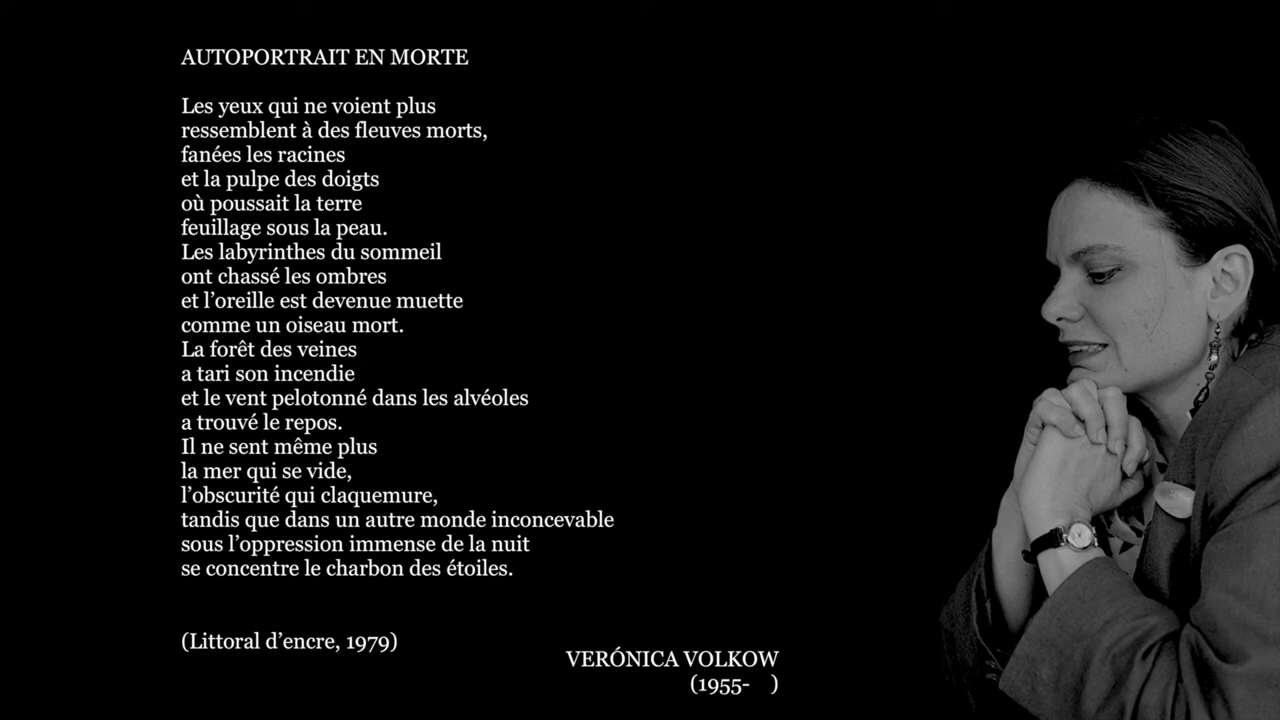 AUTOPORTRAIT EN MORTE
Les yeux qui ne voient plus
ressemblent à des fleuves morts,
fanées les racines
et la pulpe des doigts
où poussait la terre
feuillage sous la peau.
Les labyrinthes du sommeil
ont chassé les ombres
et l’oreille est devenue muette
comme un oiseau mort.
La forêt des veines
a tari son incendie
et le vent pelotonné dans les alvéoles
a trouvé le repos.
Il ne sent même plus
la mer qui se vide,
l’obscurité qui claquemure,
tandis que dans un autre monde inconcevable
sous l’oppression immense de la nuit
se concentre le charbon des étoiles.
(Littoral d’encre, 1979)
VERÓNICA VOLKOW
(1955- )